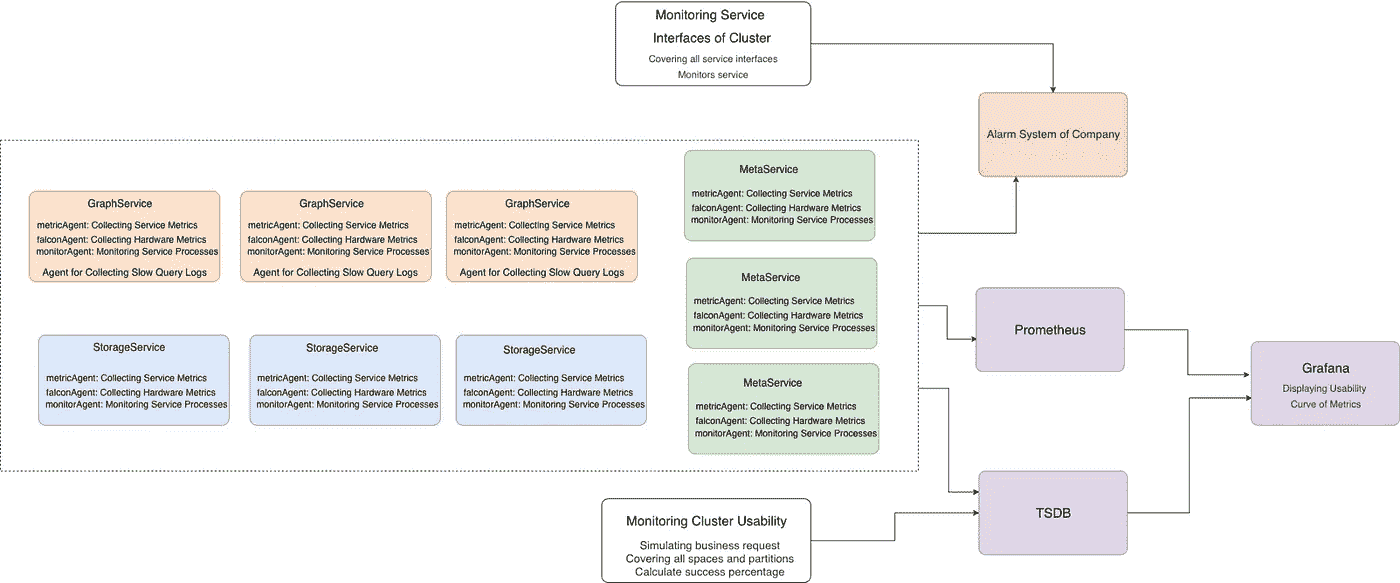 Monitoring Service
Interfaces of Cluster
Covering all service interfaces
Monitors service
Alarm System of Company
GraphService
metricAgent: Collecting Service Metrics
falconAgent: Collecting Hardware Metrics
monitorAgent: Monitoring Service Processes
Agent for Collecting Slow Query Logs
GraphService
metricAgent: Collecting Service Metrics
falconAgent: Collecting Hardware Metrics
monitorAgent: Monitoring Service Processes
Agent for Collecting Slow Query Logs
GraphService
metricAgent: Collecting Service Metrics
falconAgent: Collecting Hardware Metrics
monitorAgent: Monitoring Service Processes
Agent for Collecting Slow Query Logs
MetaService
metricAgent: Collecting Service Metrics
falconAgent: Collecting Hardware Metrics
monitorAgent: Monitoring Service Processes
MetaService
metricAgent: Collecting Service Metrics
falconAgent: Collecting Hardware Metrics
monitorAgent: Monitoring Service Processes
MetaService
metricAgent: Collecting Service Metrics
falconAgent: Collecting Hardware Metrics
monitorAgent: Monitoring Service Processes
StorageService
metricAgent: Collecting Service Metrics
falconAgent: Collecting Hardware Metrics
monitorAgent: Monitoring Service Processes
StorageService
metricAgent: Collecting Service Metrics
falconAgent: Collecting Hardware Metrics
monitorAgent: Monitoring Service Processes
StorageService
metricAgent: Collecting Service Metrics
falconAgent: Collecting Hardware Metrics
monitorAgent: Monitoring Service Processes
Prometheus
Grafana
Displaying Usability
Curve of Metrics
TSDB
Monitoring Cluster Usability
Simulating business request
Covering all spaces and partitions
Calculate success percentage